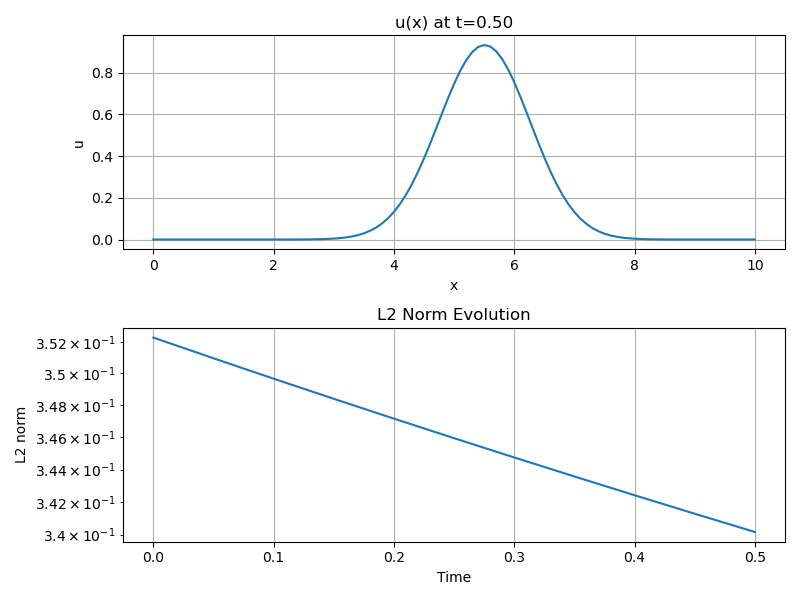 u(x) at t=0.50
0.8
0.6
0.4
0.2
0.0
u
0 2 4 6 8 10
x
L2 Norm Evolution
3.52 × 10⁻¹
3.5 × 10⁻¹
3.48 × 10⁻¹
3.46 × 10⁻¹
3.44 × 10⁻¹
3.42 × 10⁻¹
3.4 × 10⁻¹
L2 norm
0.0 0.1 0.2 0.3 0.4 0.5
Time